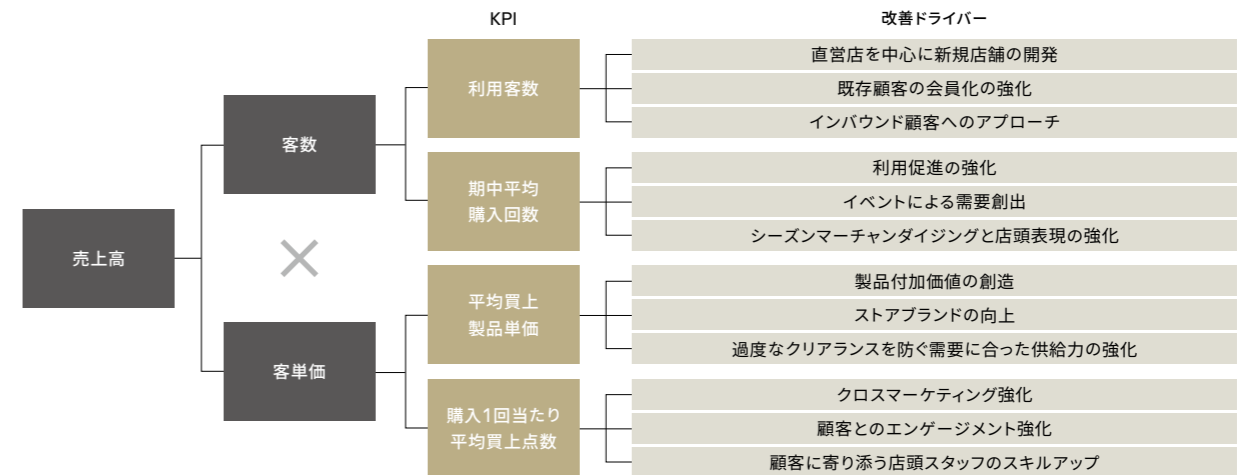 KPI
改善ドライバー
売上高
客数
×
客単価
利用客数
直営店を中心に新規店舗の開発
既存顧客の会員化の強化
インバウンド顧客へのアプローチ
期中平均
購入回数
利用促進の強化
イベントによる需要創出
シーズンマーチャンダイジングと店頭表現の強化
平均買上
製品単価
製品付加価値の創造
ストアブランドの向上
過度なクリアランスを防ぐ需要に合った供給力の強化
購入1回当たり
平均買上点数
クロスマーケティング強化
顧客とのエンゲージメント強化
顧客に寄り添う店頭スタッフのスキルアップ